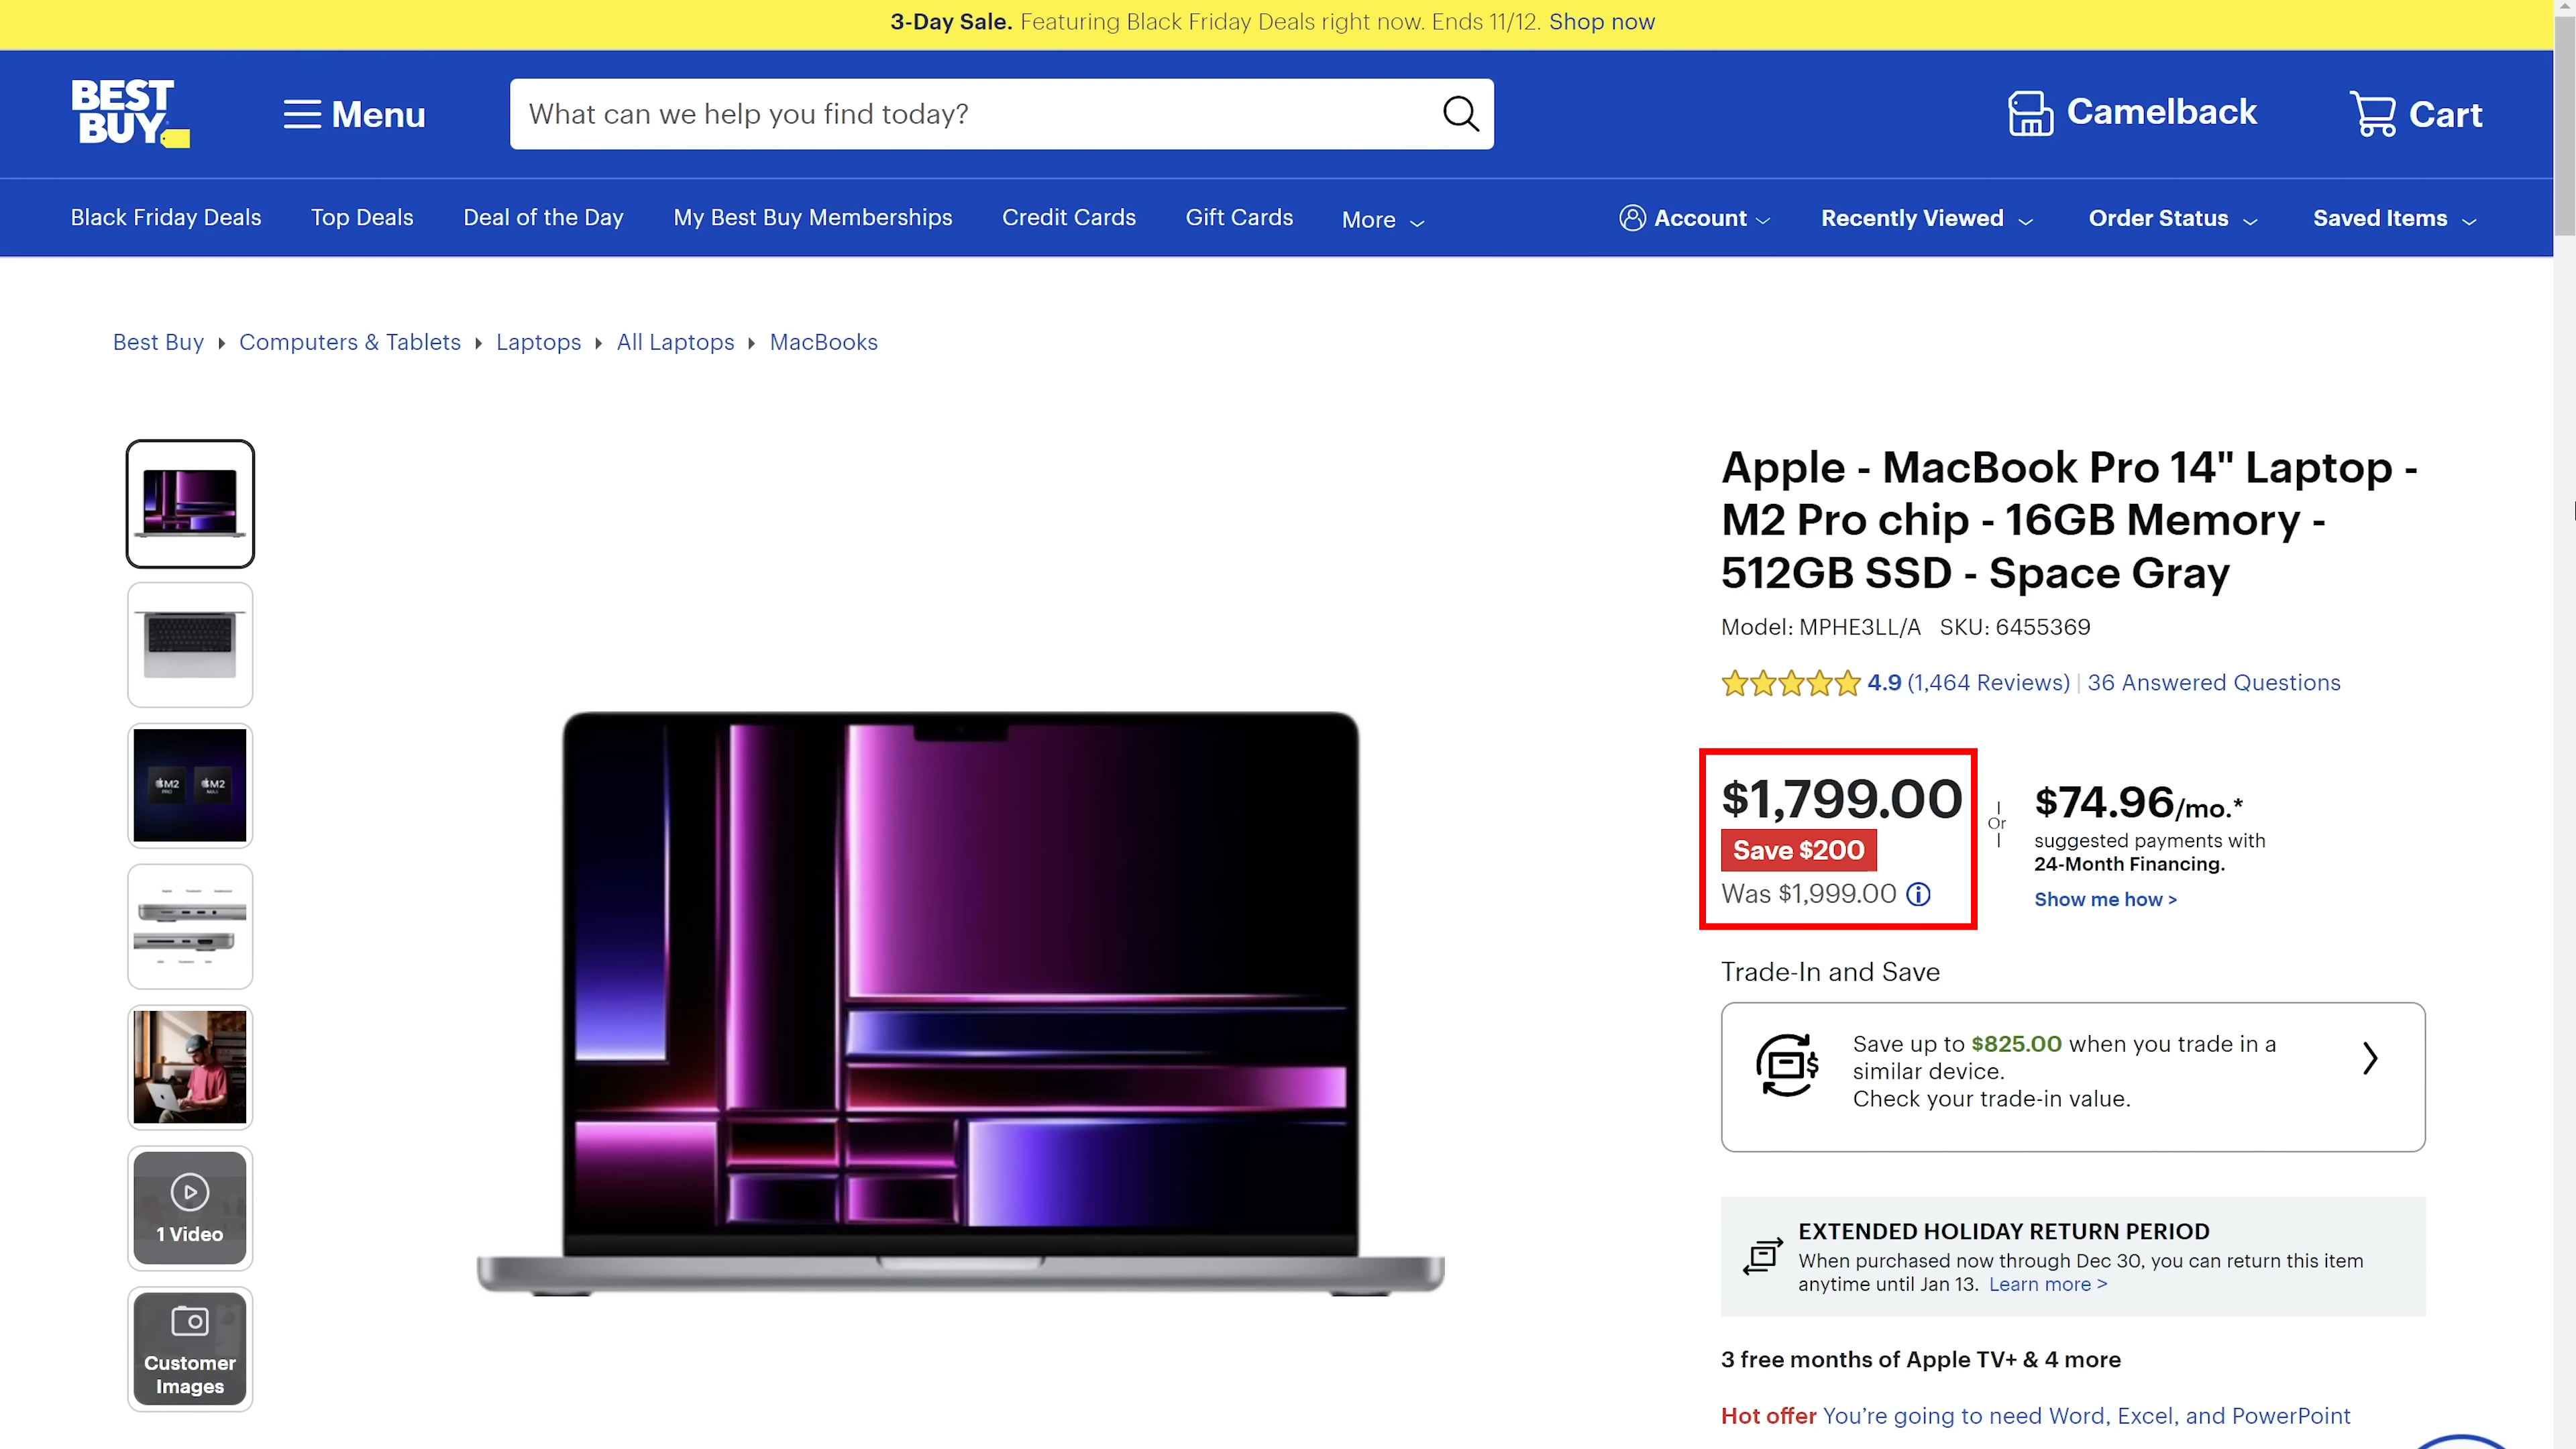 3-Day Sale. Featuring Black Friday Deals right now. Ends 11/12. Shop now
BEST
BUY
Menu
What can we help you find today?
Camelback
Cart
Black Friday Deals
Top Deals
Deal of the Day
My Best Buy Memberships
Credit Cards
Gift Cards
More
Account
Recently Viewed
Order Status
Saved Items
Best Buy
Computers & Tablets
Laptops
All Laptops
MacBooks
M2
PRO
M2
MAX
1 Video
Customer
Images
Apple - MacBook Pro 14" Laptop -
M2 Pro chip - 16GB Memory -
512GB SSD - Space Gray
Model: MPHE3LL/A SKU: 6455369
4.9 (1,464 Reviews) | 36 Answered Questions
$1,799.00
Save $200
Was $1,999.00
Or
$74.96/mo.*
suggested payments with
24-Month Financing.
Show me how >
Trade-In and Save
Save up to $825.00 when you trade in a
similar device.
Check your trade-in value.
EXTENDED HOLIDAY RETURN PERIOD
When purchased now through Dec 30, you can return this item
anytime until Jan 13. Learn more >
3 free months of Apple TV+ & 4 more
Hot offer You’re going to need Word, Excel, and PowerPoint